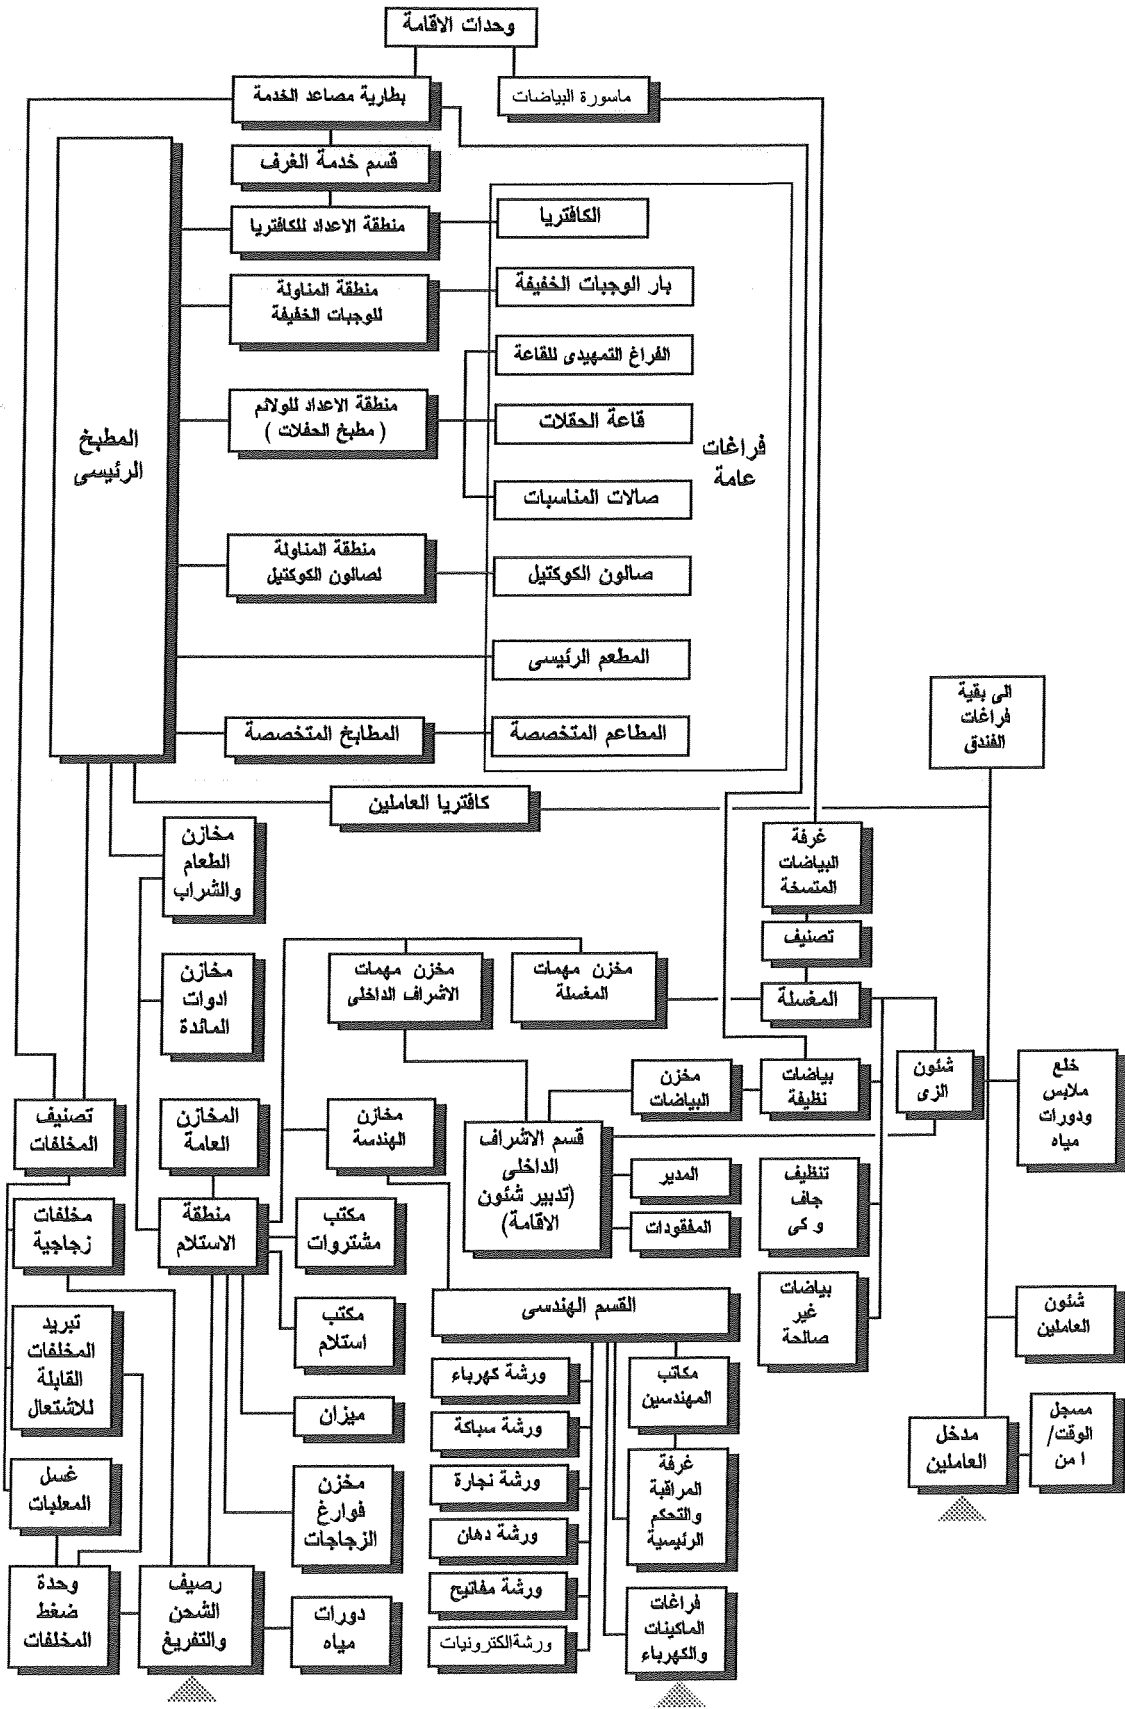 وحدات الاقامة
بطارية مصاعد الخدمة
ماسورة البياضات
قسم خدمة الغرف
منطقة الاعداد للكافتريا
الكافتريا
منطقة المناولة
للوجبات الخفيفة
بار الوجبات الخفيفة
الفراغ التمهيدى للقاعة
منطقة الاعداد للولائم
( مطبخ الحفلات )
قاعة الحفلات
صالات المناسبات
فراغات
عامة
المطبخ
الرئيسى
منطقة المناولة
لصالون الكوكتيل
صالون الكوكتيل
المطعم الرئيسى
المطابخ المتخصصة
المطاعم المتخصصة
الى بقية
فراغات
الفندق
كافتريا العاملين
مخازن
الطعام
والشراب
غرفة
البياضات
المتسخة
تصنيف
مخازن
ادوات
المائدة
مخزن مهمات
الاشراف الداخلى
مخزن مهمات
المغسلة
المغسلة
تصنيف
المخلفات
المخازن
العامة
مخازن
الهندسة
مخزن
البياضات
بياضات
نظيفة
شئون
الزى
خلع
ملابس
ودورات
مياه
قسم الاشراف
الداخلى
(تدبير شئون
الاقامة)
المدير
المفقودات
تنظيف
جاف
و كى
مخلفات
زجاجية
منطقة
الاستلام
مكتب
مشتروات
تبريد
المخلفات
القابلة
للاشتعال
مكتب
استلام
القسم الهندسى
بياضات
غير
صالحة
شئون
العاملين
ورشة كهرباء
مكاتب
المهندسين
ميزان
ورشة سباكة
مدخل
العاملين
مسجل
الوقت/
امن
غسل
المعلبات
مخزن
فوارغ
الزجاجات
ورشة نجارة
غرفة
المراقبة
والتحكم
الرئيسية
ورشة دهان
وحدة
ضغط
المخلفات
رصيف
الشحن
والتفريغ
دورات
مياه
ورشة مفاتيح
ورشة الكترونيات
فراغات
الماكينات
والكهرباء